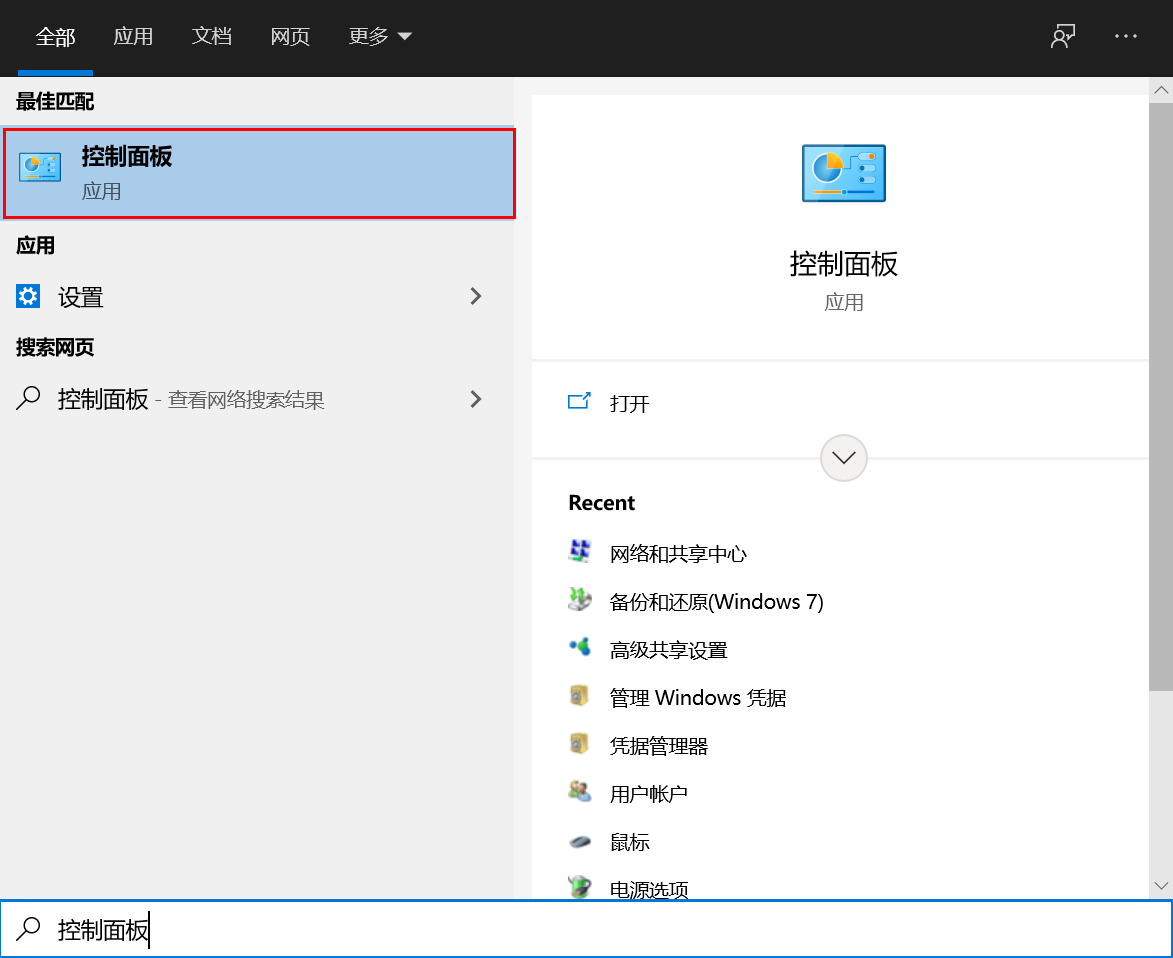 全部 应用 文档 网页 更多
最佳匹配
控制面板
应用
应用
设置
搜索网页
控制面板 - 查看网络搜索结果
控制面板
应用
打开
Recent
网络和共享中心
备份和还原(Windows 7)
高级共享设置
管理 Windows 凭据
凭据管理器
用户帐户
鼠标
电源选项
控制面板